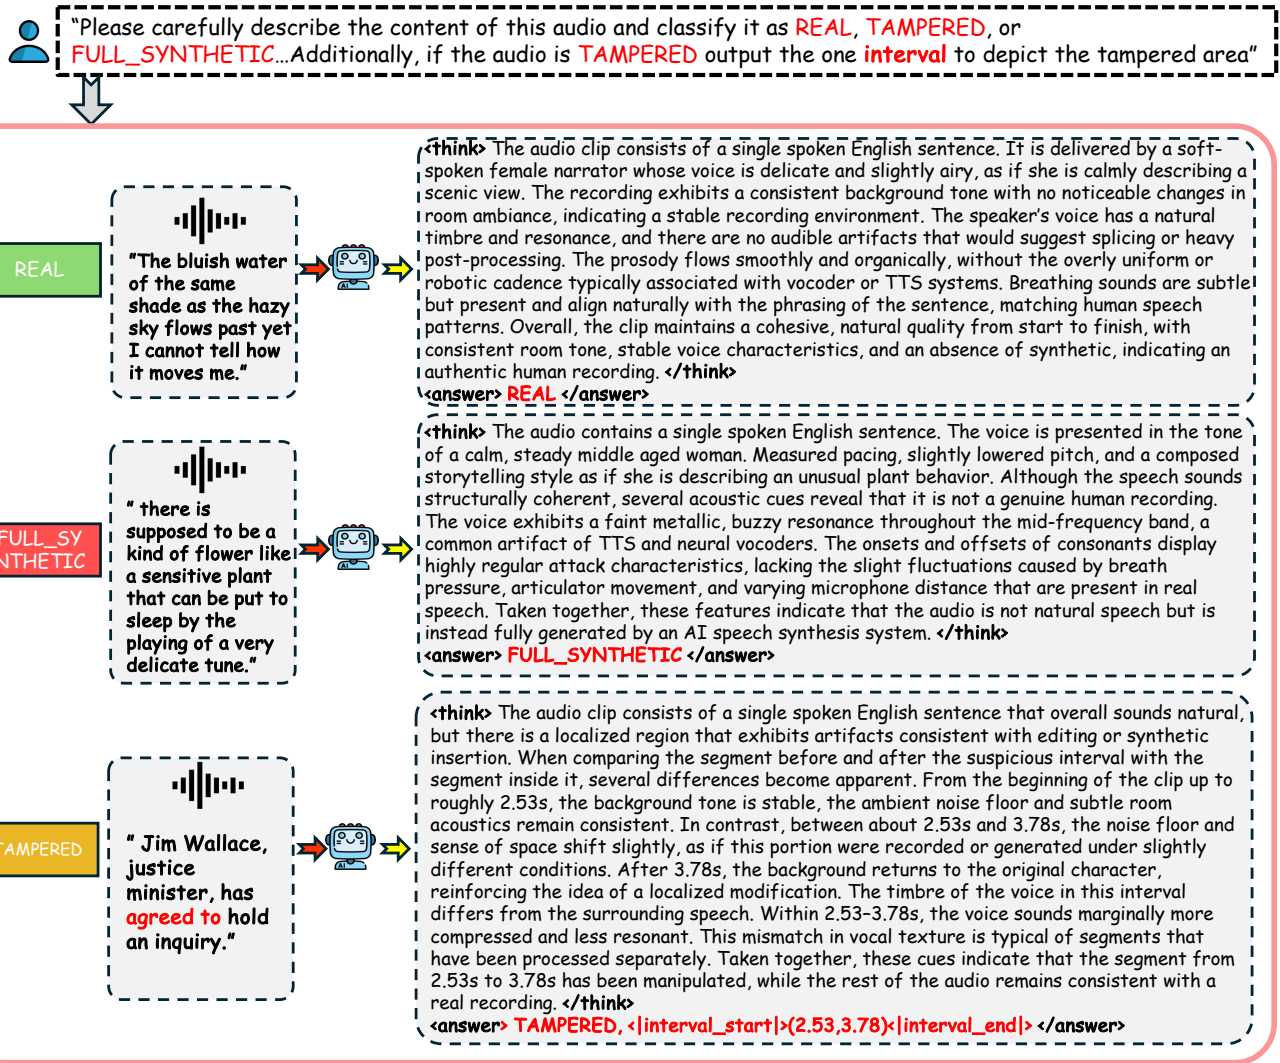 “Please carefully describe the content of this audio and classify it as REAL, TAMPERED, or
FULL_SYNTHETIC…Additionally, if the audio is TAMPERED output the one interval to depict the tampered area”
REAL
"The bluish water
of the same
shade as the hazy
sky flows past yet
I cannot tell how
it moves me.”
AI
<think> The audio clip consists of a single spoken English sentence. It is delivered by a soft-
spoken female narrator whose voice is delicate and slightly airy, as if she is calmly describing a
scenic view. The recording exhibits a consistent background tone with no noticeable changes in
room ambiance, indicating a stable recording environment. The speaker’s voice has a natural
timbre and resonance, and there are no audible artifacts that would suggest splicing or heavy
post-processing. The prosody flows smoothly and organically, without the overly uniform or
robotic cadence typically associated with vocoder or TTS systems. Breathing sounds are subtle
but present and align naturally with the phrasing of the sentence, matching human speech
patterns. Overall, the clip maintains a cohesive, natural quality from start to finish, with
consistent room tone, stable voice characteristics, and an absence of synthetic, indicating an
authentic human recording. </think>
<answer> REAL </answer>
FULL_SY
NTHETIC
“ there is
supposed to be a
kind of flower like
a sensitive plant
that can be put to
sleep by the
playing of a very
delicate tune.”
AI
<think> The audio contains a single spoken English sentence. The voice is presented in the tone
of a calm, steady middle aged woman. Measured pacing, slightly lowered pitch, and a composed
storytelling style as if she is describing an unusual plant behavior. Although the speech sounds
structurally coherent, several acoustic cues reveal that it is not a genuine human recording.
The voice exhibits a faint metallic, buzzy resonance throughout the mid-frequency band, a
common artifact of TTS and neural vocoders. The onsets and offsets of consonants display
highly regular attack characteristics, lacking the slight fluctuations caused by breath
pressure, articulator movement, and varying microphone distance that are present in real
speech. Taken together, these features indicate that the audio is not natural speech but is
instead fully generated by an AI speech synthesis system. </think>
<answer> FULL_SYNTHETIC </answer>
TAMPERED
“ Jim Wallace,
justice
minister, has
agreed to hold
an inquiry.”
AI
<think> The audio clip consists of a single spoken English sentence that overall sounds natural,
but there is a localized region that exhibits artifacts consistent with editing or synthetic
insertion. When comparing the segment before and after the suspicious interval with the
segment inside it, several differences become apparent. From the beginning of the clip up to
roughly 2.53s, the background tone is stable, the ambient noise floor and subtle room
acoustics remain consistent. In contrast, between about 2.53s and 3.78s, the noise floor and
sense of space shift slightly, as if this portion were recorded or generated under slightly
different conditions. After 3.78s, the background returns to the original character,
reinforcing the idea of a localized modification. The timbre of the voice in this interval
differs from the surrounding speech. Within 2.53–3.78s, the voice sounds marginally more
compressed and less resonant. This mismatch in vocal texture is typical of segments that
have been processed separately. Taken together, these cues indicate that the segment from
2.53s to 3.78s has been manipulated, while the rest of the audio remains consistent with a
real recording. </think>
<answer> TAMPERED, <|interval_start|>(2.53,3.78)<|interval_end|> </answer>